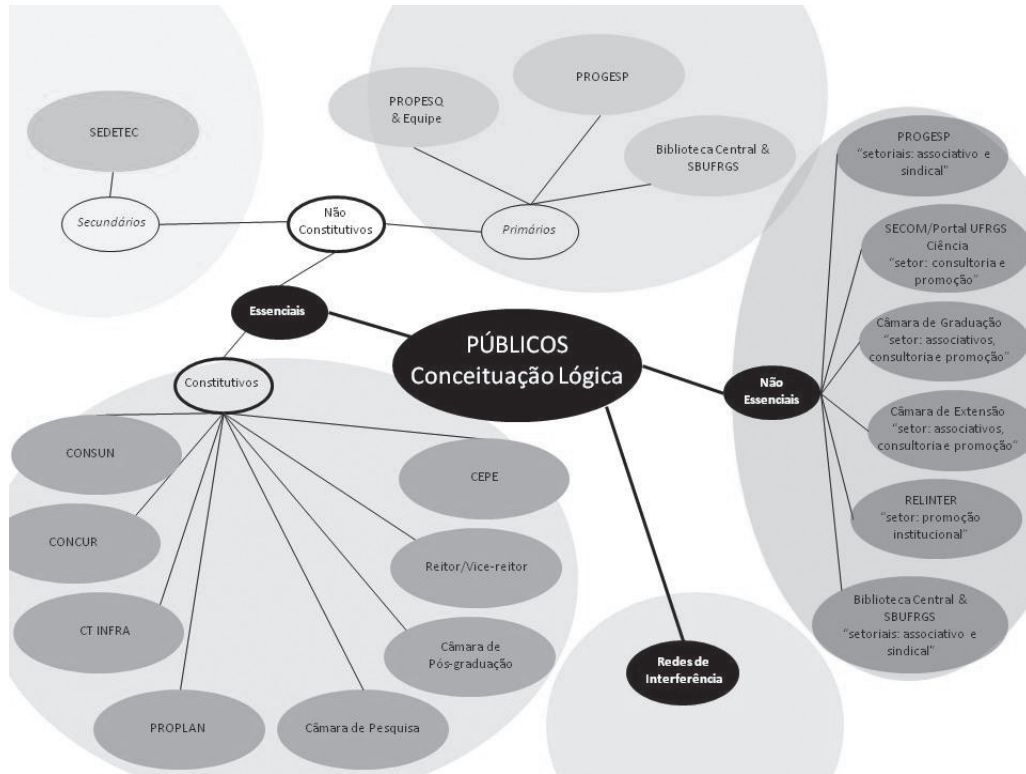 SEDETEC
Secundários
PROPESQ
& Equipe
PROGESP
Biblioteca Central &
SBUFRGS
Não
Constitutivos
Primários
Essenciais
PÚBLICOS
Conceituação Lógica
Não
Essenciais
PROGESP
"setoriais: associativo e
sindical"
SECOM/Portal UFRGS
Ciência
"setor: consultoria e
promoção"
Câmara de Graduação
"setor: associativos,
consultoria e promoção"
Câmara de Extensão
"setor: associativos,
consultoria e promoção"
RELINTER
"setor: promoção
institucional"
Biblioteca Central &
SBUFRGS
"setoriais: associativo e
sindical"
Constitutivos
CONSUN
CONCUR
CT INFRA
PROPLAN
Câmara de Pesquisa
Câmara de
Pós-graduação
Reitor/Vice-reitor
CEPE
Redes de
Interferência